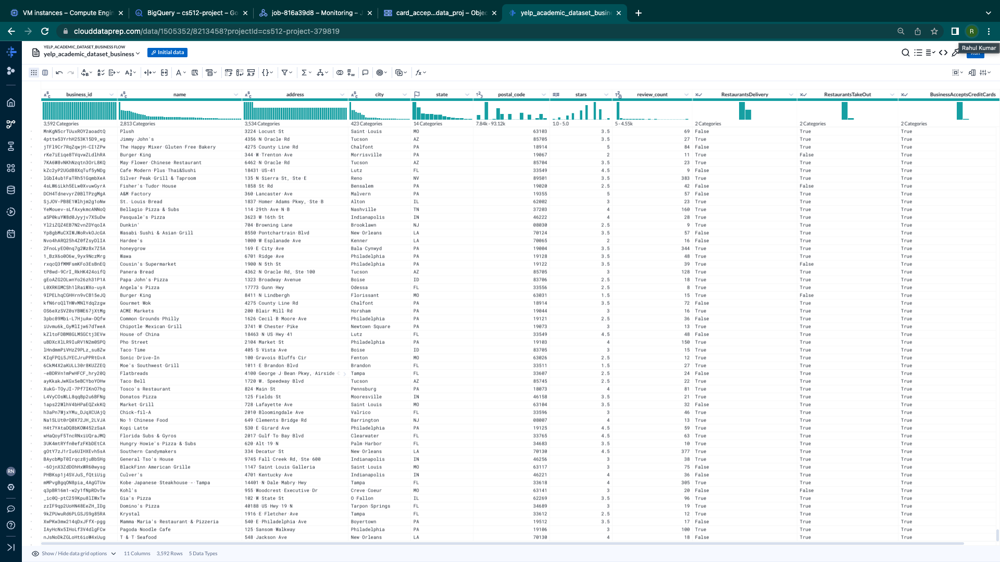 VM instances – Compute Engin
BigQuery – cs512-project – Go
job-816a39d8 – Monitoring –
card_accep...data_proj – Objec
yelp_academic_dataset_busin
clouddataprep.com/data/1505352/8213458?projectId=cs512-project-379819
R
Rahul Kumar
YELP_ACADEMIC_DATASET_BUSINESS FLOW
yelp_academic_dataset_business
Initial data
business_id name address city state postal_code stars review_count RestaurantsDelivery RestaurantsTakeOut BusinessAcceptsCreditCards
3,592 Categories 2,813 Categories 3,534 Categories 423 Categories 14 Categories 7.84k - 93.12k 1.0 - 5.0 5 - 4.55k 2 Categories 2 Categories 2 Categories
MnKgN5crTUuxROY2aoadtQ Plush 3224 Locust St Saint Louis MO 63103 3.5 69 False True True
4pttw53YrhH253K15D9_wg Jimmy John's 4356 N Oracle Rd Tucson AZ 85705 3.5 27 True True True
jTFl9Cr7RqZqwjH-CI1ZPw The Happy Mixer Gluten Free Bakery 4275 County Line Rd Chalfont PA 18914 5 84 False True True
rKe7iEiqe8TVqvwZLdlhRA Burger King 344 W Trenton Ave Morrisville PA 19067 2 11 True False True
7KA6W8vNKhNzqtn3OrL8KQ May Flower Chinese Restaurant 6462 N Oracle Rd Tucson AZ 85704 3.5 23 True True True
kZc2yP2UGdB8XqTuf5yNDg Cafe Modern Plus Thai&Sushi 18431 US-41 Lutz FL 33549 4.5 9 False True True
lGbI4ub1FaTRh51GqmbXeA Silver Peak Grill & Taproom 135 N Sierra St, Ste E Reno NV 89501 3.5 383 True True True
4sLW6iLkh5ELw0XvuwGyrA Fisher's Tudor House 1858 St Rd Bensalem PA 19020 2.5 42 False False True
DCH4TdnevyrZ0BlTPzgMgA A&M Factory 360 Lancaster Ave Malvern PA 19355 5 57 False True True
SjJOV-PB8E1Wlhjm2g1oNw St. Louis Bread 1837 Homer Adams Pkwy, Ste B Alton IL 62002 3 23 True True True
YeMouev-sLfAxykmcANNoQ Bellagio Pizza & Subs 114 29th Ave N B Nashville TN 37203 4 160 True True True
aSP0kuYW8d0Jyyjv7XSuDw Pasquale's Pizza 3623 W 16th St Indianapolis IN 46222 4 28 True True True
Yl2iZQZ4EB7N2vnZDYqoIA Dunkin' 704 Browning Lane Brooklawn NJ 08030 2.5 9 True True True
Yp8gbMuCXIWJWoRvkOJcGA Wasabi Sushi & Asian Grill 8550 Pontchartrain Blvd New Orleans LA 70124 3.5 57 False True True
Nvo4hARQ25h4Z0fZsyDlIA Hardee's 1000 W Esplanade Ave Kenner LA 70065 2 16 False True True
2FnoLyEO0nq7g2Wz8x7Z5A honeygrow 169 E City Ave Bala Cynwyd PA 19004 3.5 344 True True True
1_BzX6o0O6w_9yx9NczMrg Wawa 6701 Ridge Ave Philadelphia PA 19128 3.5 48 True True True
rxqcQ3fMMFsmKFo3EsBnEQ Cousin's Supermarket 1900 N 5th St Philadelphia PA 19122 3.5 39 True False True
tP8wd-9CrI_RkHK424oifQ Panera Bread 4362 N Oracle Rd, Ste 100 Tucson AZ 85705 3 128 True True True
gEoAZG2OLwnYo26zh31P1A Papa John's Pizza 1323 Broadway Avenue Boise ID 83706 2.5 18 True True True
L0XRKGMCSh1lRaiWXo-uyA Angela's Pizza 17773 Gunn Hwy Odessa FL 33556 2.5 8 True True True
9IPELhqCGHHrn9vCB15eJQ Burger King 8411 N Lindbergh Florissant MO 63031 1.5 15 True False True
kfN6roQlTHWvMNlYdq2zgw Gourmet Wok 4275 County Line Rd Chalfont PA 18914 3.5 72 False True True
OS6eXzSVZ0sYBWE67jXtMg ACME Markets 200 Blair Mill Rd Horsham PA 19044 3 16 True True True
3pbc89Mbi-L7HjuAw-DQfw Common Grounds Philly 1626 Cecil B Moore Ave Philadelphia PA 19121 2.5 36 False True True
iUvmu6k_GyMlIjw67dTweA Chipotle Mexican Grill 3741 W Chester Pike Newtown Square PA 19073 3 13 True True True
kZltoFDBM8GLMSGCtj3EVw House of China 18463 N US Hwy 41 Lutz FL 33549 4.5 48 False True True
uBDXcXlLR9IuRV1N2m0SPQ Pho Street 2104 Market St Philadelphia PA 19103 4 150 True True True
lHndmmPiVHzZ9PLz_su8Zw Taco Time 405 S Vista Ave Boise ID 83705 3 15 True True True
KIqFPQi5JYECJruPPRtGvA Sonic Drive-In 100 Gravois Bluffs Cir Fenton MO 63026 2.5 12 True True True
6CkM4X2aKULL30r8KUZZEQ Moe's Southwest Grill 1011 E Brandon Blvd Brandon FL 33511 1.5 27 True True True
-eBDRVn1mPwHFCF_hry20Q Flatbreads 4100 George J Bean Pkwy, Airside Tampa FL 33607 2.5 24 False True True
ayKkakJwKGx5eBCYboYOHw Taco Bell 1720 W. Speedway Blvd Tucson AZ 85745 2.5 22 True True True
XukG-TOyJI-7Pf7IKnO7hg Tosco's Restaurant 824 Main St Pennsburg PA 18073 4 81 True True True
L4VyCOsWLL8qqBp2u6BFNg Donatos Pizza 125 Fields St Mooresville IN 46158 3.5 21 True True True
1aps22WlhV4bHPaEQZxkKQ Market Grill 728 Lafayette Ave Saint Louis MO 63104 3.5 32 False True True
h3aPn7WjxYMu_DJqXCUAjQ Chick-fil-A 2010 Bloomingdale Ave Valrico FL 33596 3 46 True True True
Na1SLUt0rQ0X72JH_2LVJA No 1 Chinese Food 649 Clements Bridge Rd Barrington NJ 08007 4 13 True True True
H4t7YAtaDQ8bKOW452zSaA Kopi Latte 530 E Girard Ave Philadelphia PA 19125 4.5 59 True True True
wHaQoyF5TncRNxiUQraJMQ Florida Subs & Gyros 2017 Gulf To Bay Blvd Clearwater FL 33765 4.5 63 True True True
3UK4mtRYfn0efzFKbDEtCA Hungry Howie's Pizza & Subs 620 Alt 19 N Palm Harbor FL 34683 3.5 10 True True True
gOtY7zJ1rIu6UIHXEvh5sA Southern Candymakers 334 Decatur St New Orleans LA 70130 4.5 377 True True True
BAycbMpT0Irqcz8juBbSHg General Tso's House 9745 Fall Creek Rd, Ste 600 Indianapolis IN 46256 3 38 True True True
-6OjnX3ZdDOhHxWR60wysg BlackFinn American Grille 1147 Saint Louis Galleria Saint Louis MO 63117 3 75 False True True
PHBKsp1j4SVJuS_fQtiUig Culver's 4701 Kentucky Ave Indianapolis IN 46221 4 36 False True True
mMPvgBgqON8pia_4AgGTUw Kobe Japanese Steakhouse - Tampa 14401 N Dale Mabry Hwy Tampa FL 33618 4 305 True True True
q3pBR16m1-w2y1fNpRDv5w Kohl's 955 Woodcrest Executive Dr Creve Coeur MO 63141 3 20 False False True
_ic0Q-ptC259Kpu8lIWxTw Gia's Pizza 102 W State St O Fallon IL 62269 3.5 96 True True True
zzIF9qp2UoHN48EeZH_IDg Domino's Pizza 40188 US Hwy 19 N Tarpon Springs FL 34689 3 19 True True True
9kZPUwuRd6PLGSJS9g85RA Krystal 1916 E Fletcher Ave Tampa FL 33612 2.5 12 True True True
XwPKw3mw214qDxJFfX-pgg Mamma Maria's Restaurant & Pizzeria 540 E Philadelphia Ave Boyertown PA 19512 3.5 17 False True True
IAyHcNx5IHoLf3V4dlgFCw Pagoda Noodle Cafe 125 Sansom Walkway Philadelphia PA 19106 3 100 True True True
nJsNoDkZGLoHt6ioW4xUug T & T Seafood 548 Jackson Ave New Orleans LA 70130 4 18 False True True
RN
Show / Hide data grid options 11 Columns 3,592 Rows 5 Data Types